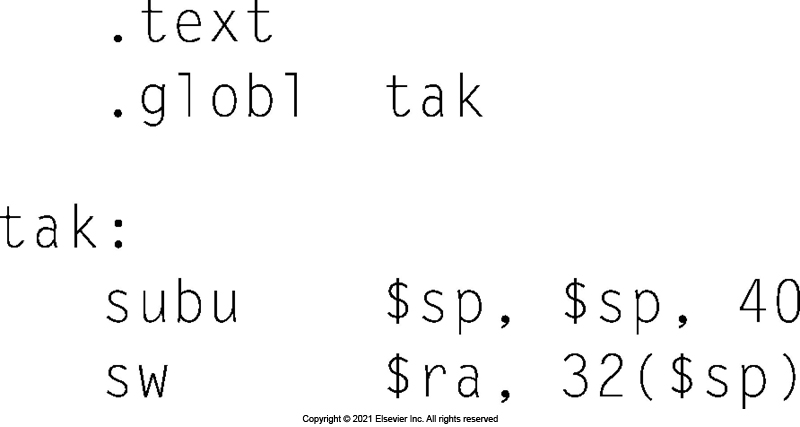 .text
.globl tak
tak:
subu $sp, $sp, 40
sw $ra, 32($sp)
Copyright © 2021 Elsevier Inc. All rights reserved